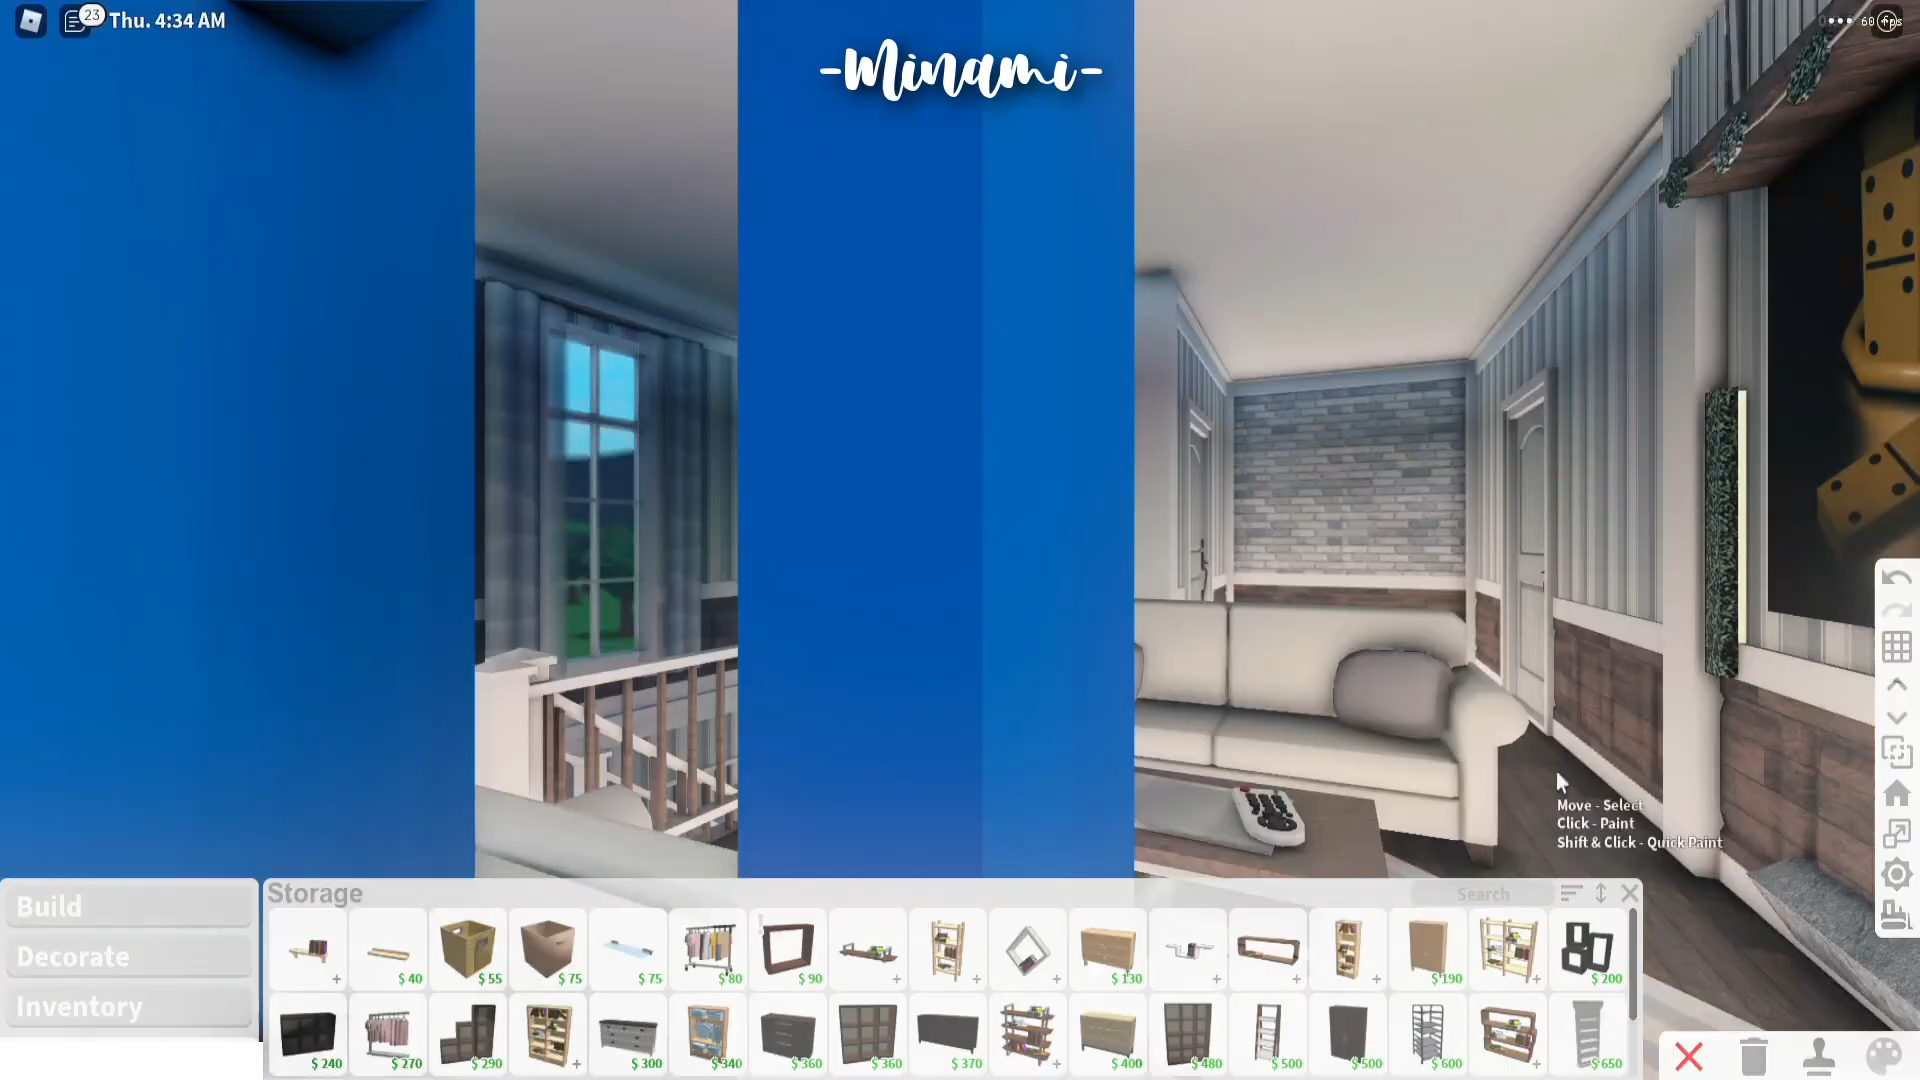 23 Thu. 4:34 AM
-Minami-
60 fps
Move - Select
Click - Paint
Shift & Click - Quick Paint
Build
Decorate
Inventory
Storage
Search
$ 40
$ 55
$ 75
$ 75
$ 80
$ 90
$ 130
$ 190
$ 200
$ 240
$ 270
$ 290
$ 300
$ 340
$ 360
$ 360
$ 370
$ 400
$ 480
$ 500
$ 500
$ 600
$ 650